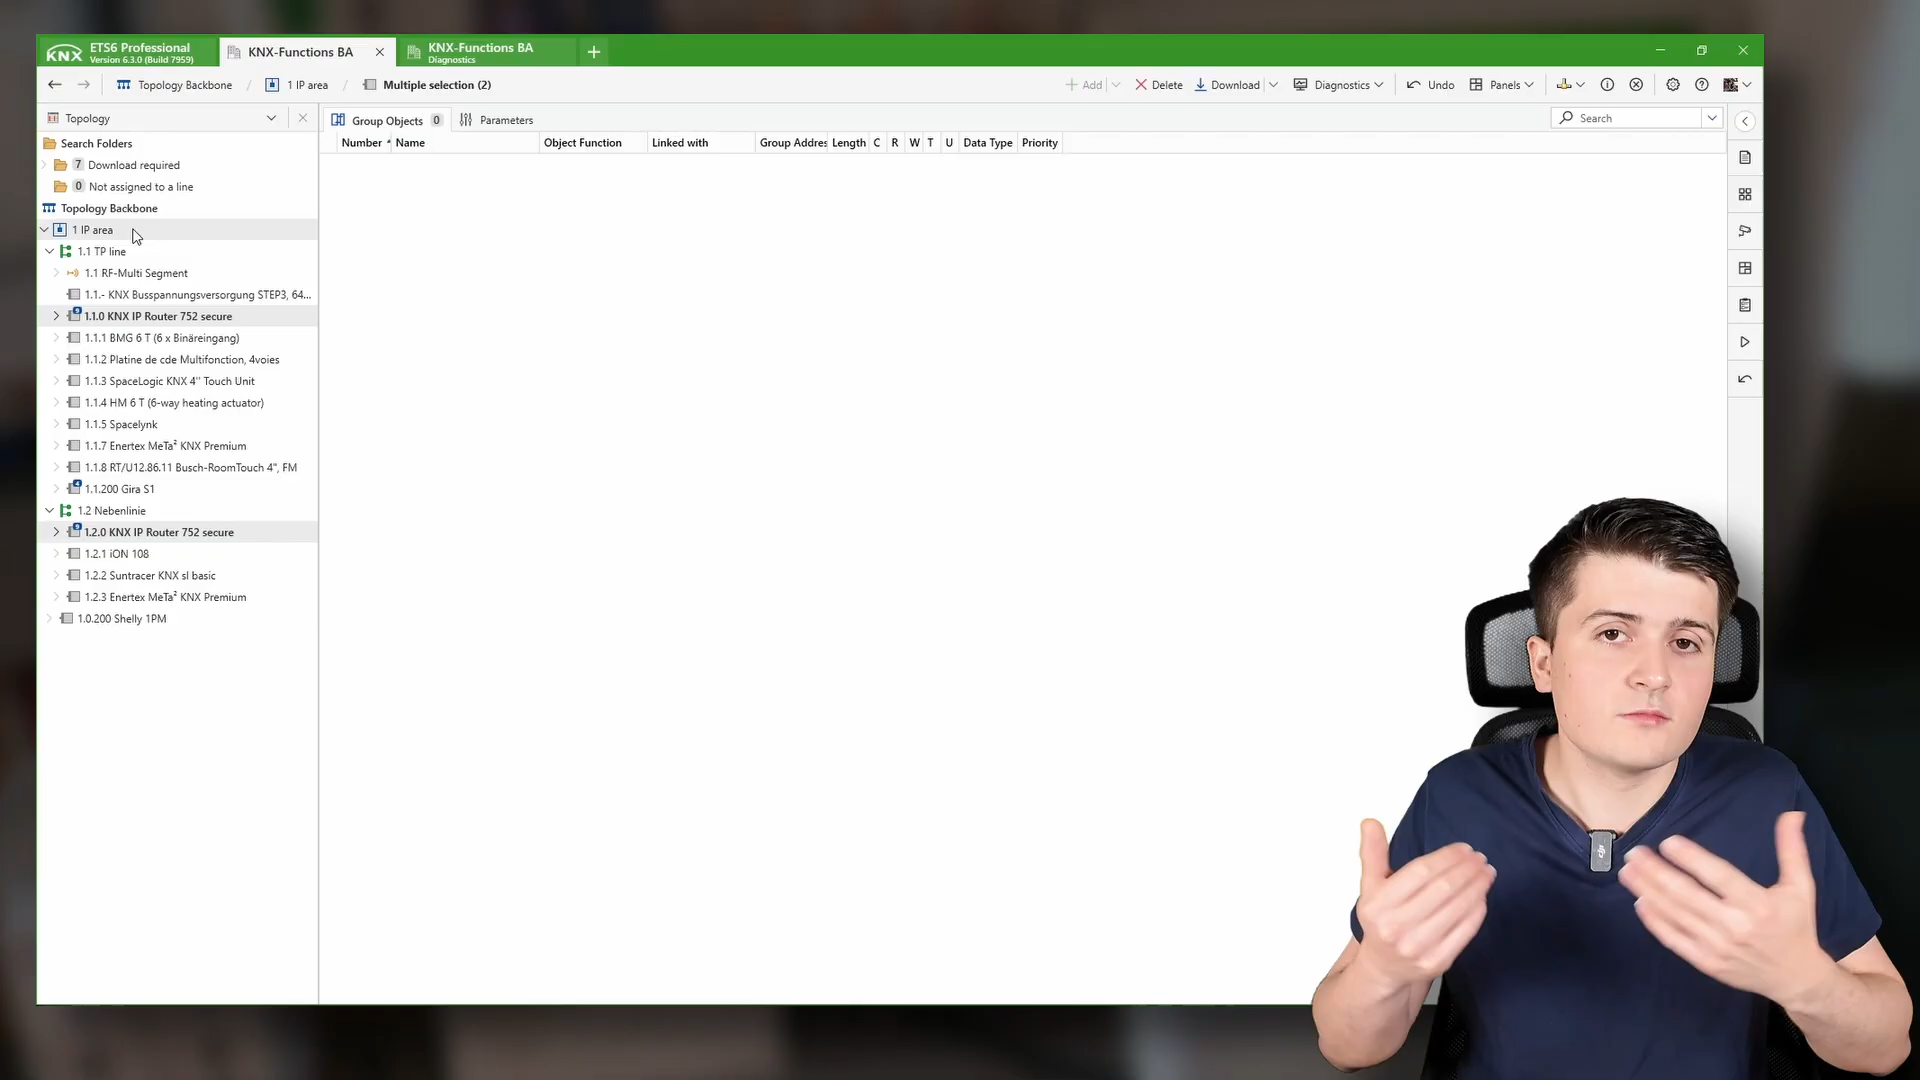 KNX
ETS6 Professional
Version 6.3.0 (Build 7959)
KNX-Functions BA
KNX-Functions BA
Diagnostics
Topology Backbone
1 IP area
Multiple selection (2)
Add
Delete
Download
Diagnostics
Undo
Panels
Topology
Group Objects 0
Parameters
Search
Number
Name
Object Function
Linked with
Group Addres
Length
C
R
W
T
U
Data Type
Priority
Search Folders
7 Download required
0 Not assigned to a line
Topology Backbone
1 IP area
1.1 TP line
1.1 RF-Multi Segment
1.1.- KNX Busspannungsversorgung STEP3, 64...
1.1.0 KNX IP Router 752 secure
1.1.1 BMG 6 T (6 x Binäreingang)
1.1.2 Platine de cde Multifonction, 4voies
1.1.3 SpaceLogic KNX 4'' Touch Unit
1.1.4 HM 6 T (6-way heating actuator)
1.1.5 Spacelynk
1.1.7 Enertex MeTa² KNX Premium
1.1.8 RT/U12.86.11 Busch-RoomTouch 4", FM
1.1.200 Gira S1
1.2 Nebenlinie
1.2.0 KNX IP Router 752 secure
1.2.1 iON 108
1.2.2 Suntracer KNX sl basic
1.2.3 Enertex MeTa² KNX Premium
1.0.200 Shelly 1PM
dji